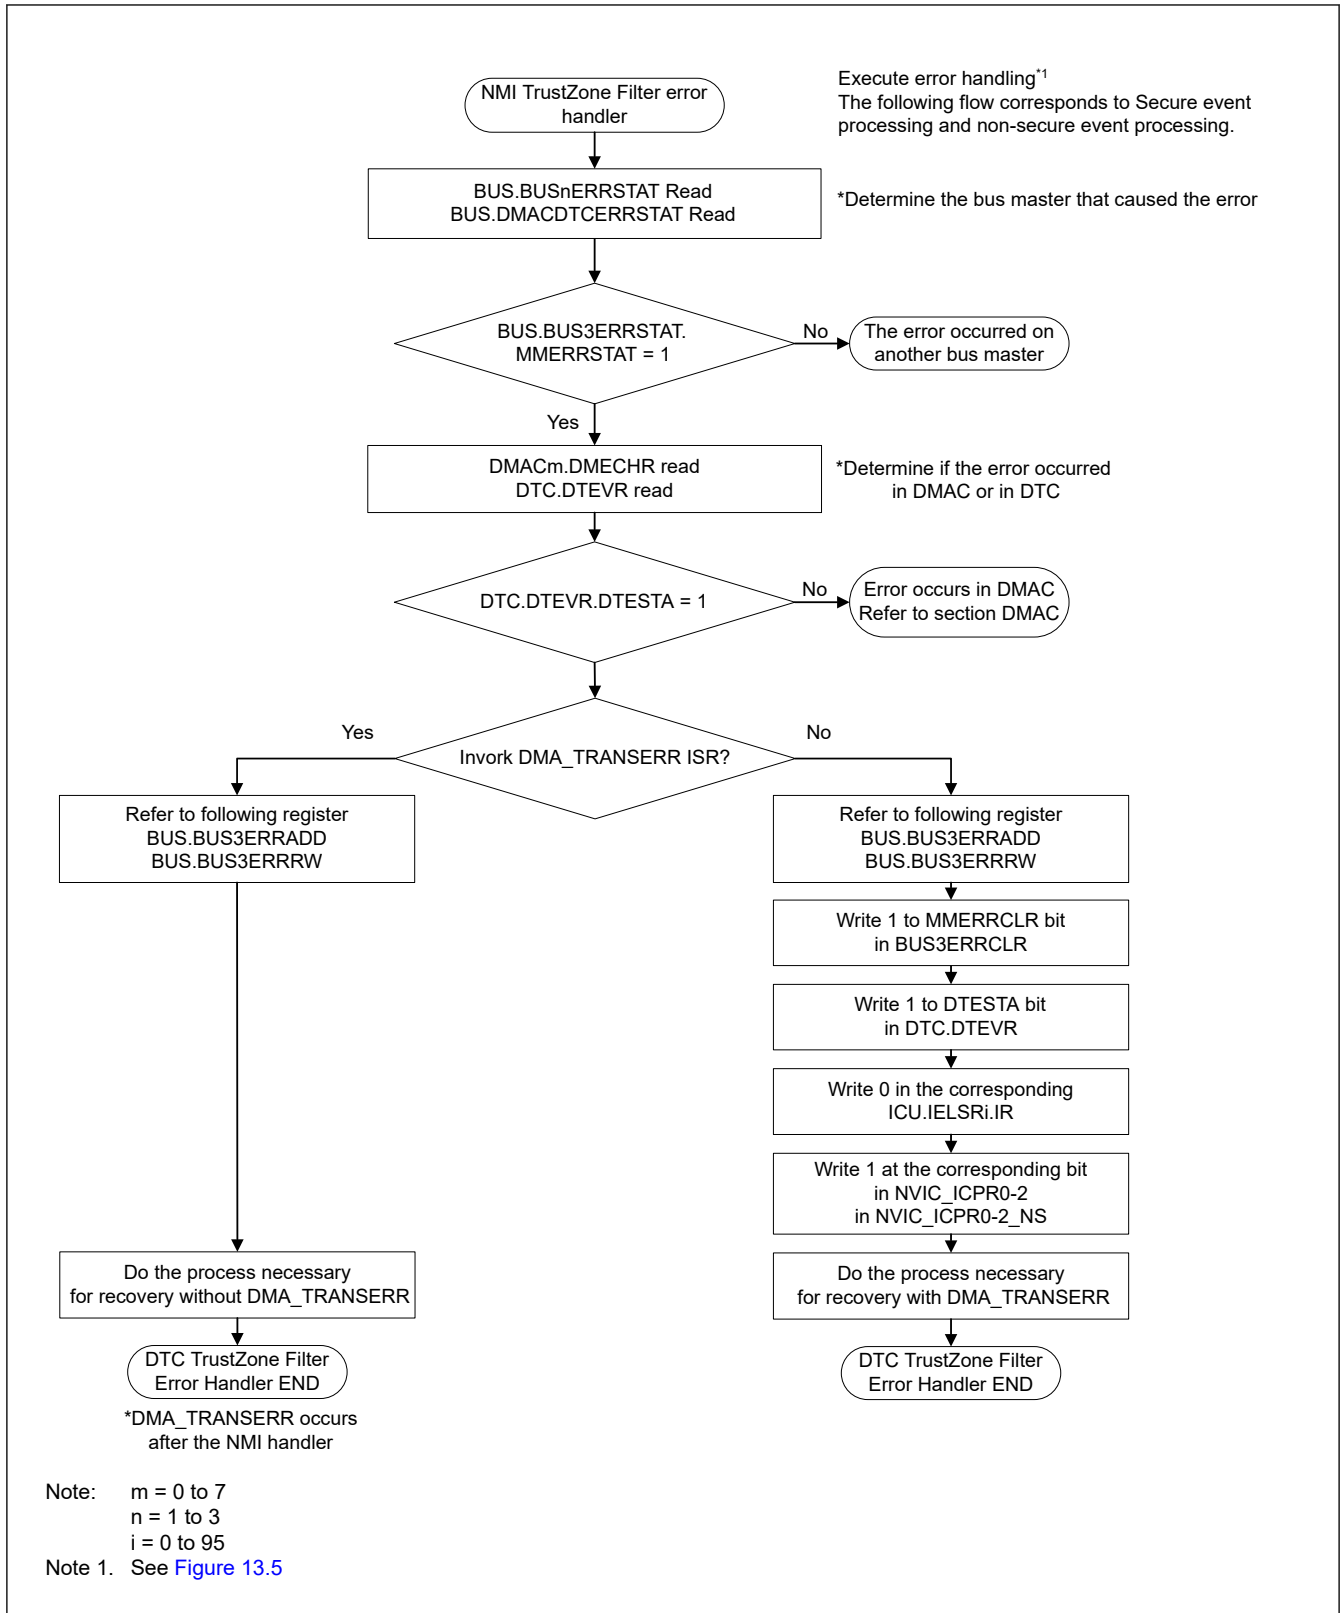 NMI TrustZone Filter error
handler
Execute error handling*1
The following flow corresponds to Secure event
processing and non-secure event processing.
BUS.BUSnERRSTAT Read
BUS.DMACDTCERRSTAT Read
*Determine the bus master that caused the error
BUS.BUS3ERRSTAT.
MMERRSTAT = 1
No
The error occurred on
another bus master
Yes
DMACm.DMECHR read
DTC.DTEVR read
*Determine if the error occurred
in DMAC or in DTC
DTC.DTEVR.DTESTA = 1
No
Error occurs in DMAC
Refer to section DMAC
Yes
Invork DMA_TRANSERR ISR?
No
Refer to following register
BUS.BUS3ERRADD
BUS.BUS3ERRRW
Refer to following register
BUS.BUS3ERRADD
BUS.BUS3ERRRW
Write 1 to MMERRCLR bit
in BUS3ERRCLR
Write 1 to DTESTA bit
in DTC.DTEVR
Write 0 in the corresponding
ICU.IELSRi.IR
Write 1 at the corresponding bit
in NVIC_ICPR0-2
in NVIC_ICPR0-2_NS
Do the process necessary
for recovery without DMA_TRANSERR
Do the process necessary
for recovery with DMA_TRANSERR
DTC TrustZone Filter
Error Handler END
DTC TrustZone Filter
Error Handler END
*DMA_TRANSERR occurs
after the NMI handler
Note: m = 0 to 7
n = 1 to 3
i = 0 to 95
Note 1. See Figure 13.5